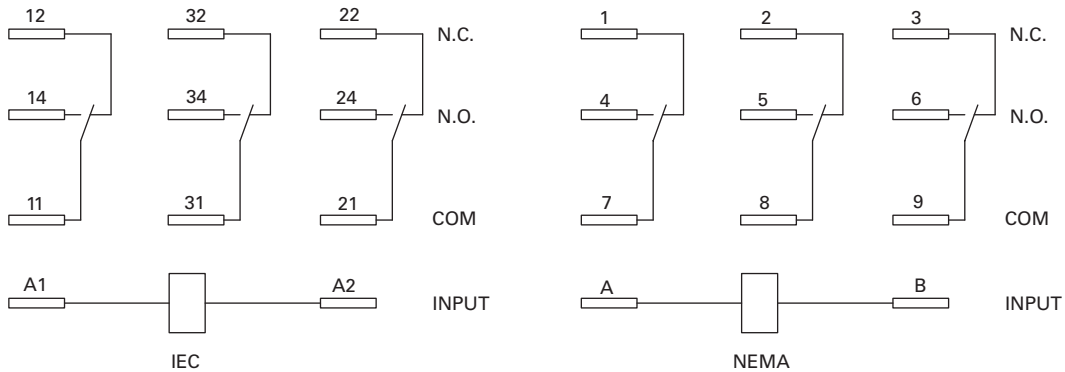 12 32 22 N.C.
14 34 24 N.O.
11 31 21 COM
A1 A2 INPUT
IEC
1 2 3 N.C.
4 5 6 N.O.
7 8 9 COM
A B INPUT
NEMA